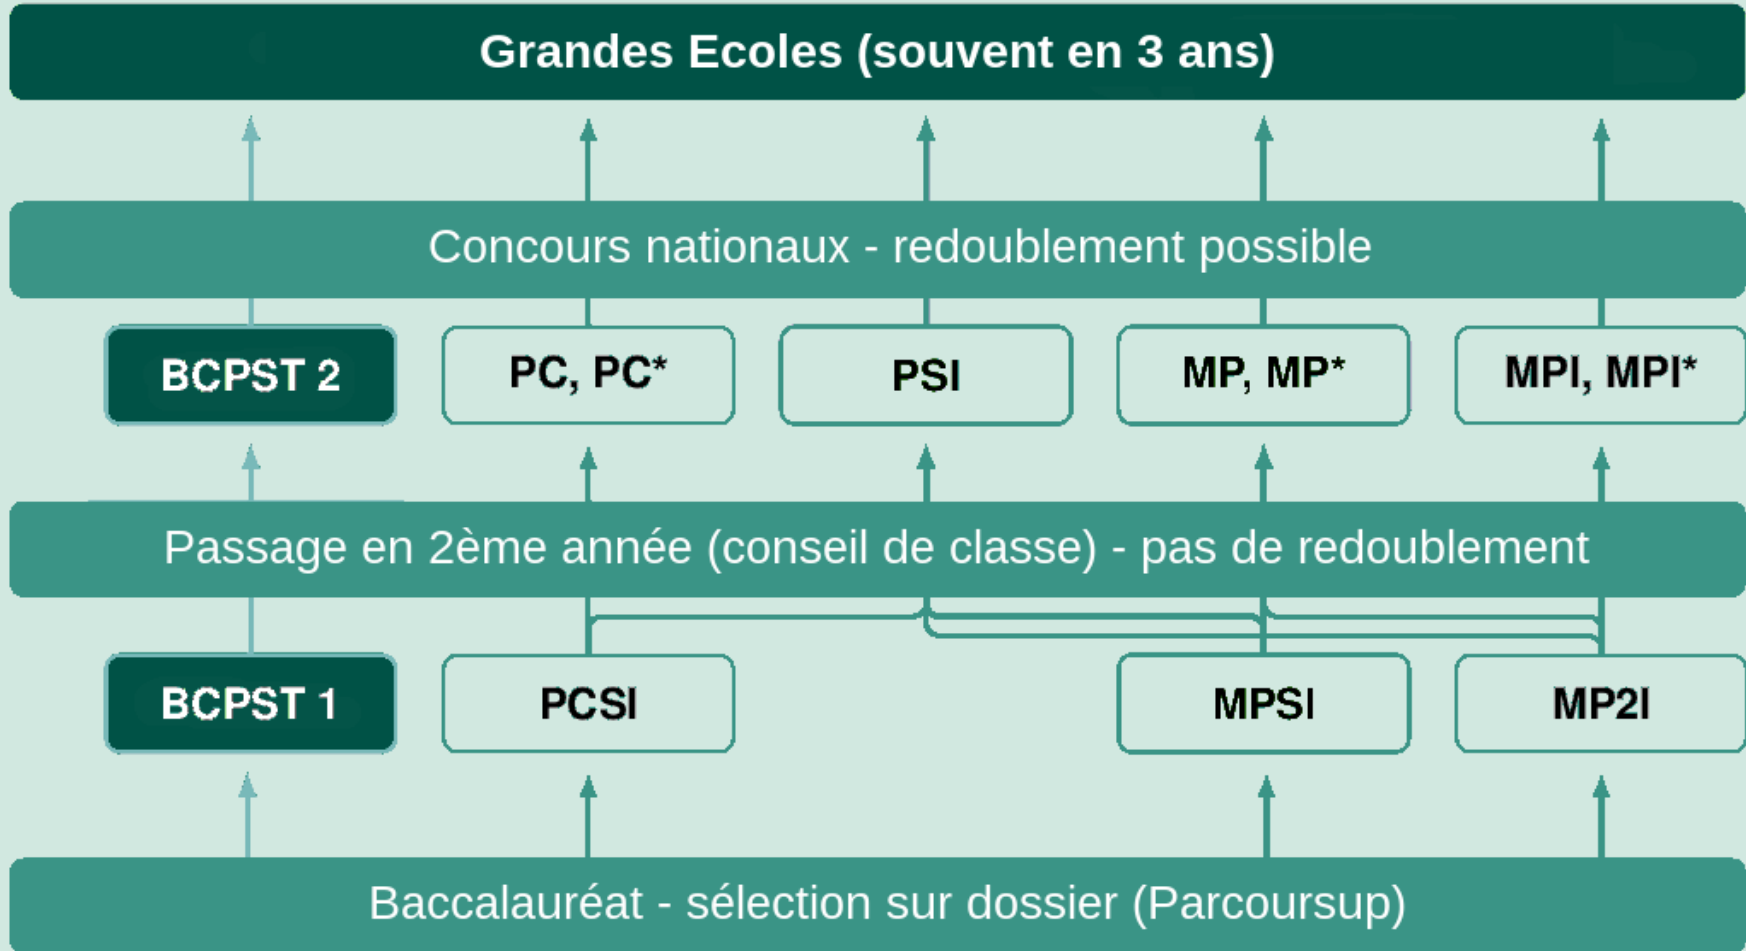 Grandes Ecoles (souvent en 3 ans)
Concours nationaux - redoublement possible
BCPST 2
PC, PC*
PSI
MP, MP*
MPI, MPI*
Passage en 2ème année (conseil de classe) - pas de redoublement
BCPST 1
PCSI
MPSI
MP2I
Baccalauréat - sélection sur dossier (Parcoursup)